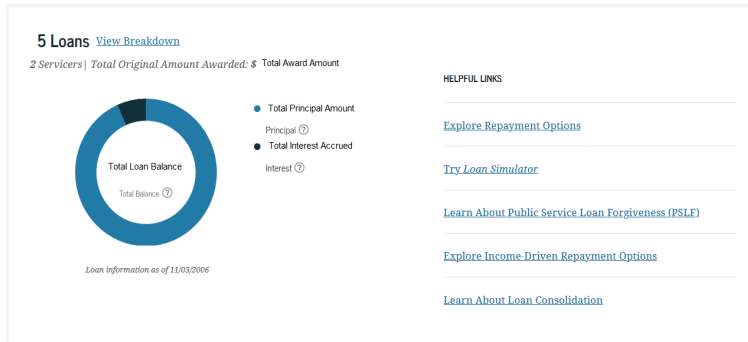 5 Loans View Breakdown
2 Servicers| Total Original Amount Awarded: $ Total Award Amount
Total Principal Amount
Principal ?
Total Interest Accrued
Interest ?
Total Loan Balance
Total Balance ?
Loan information as of 11/03/2006
HELPFUL LINKS
Explore Repayment Options
Try Loan Simulator
Learn About Public Service Loan Forgiveness (PSLF)
Explore Income-Driven Repayment Options
Learn About Loan Consolidation